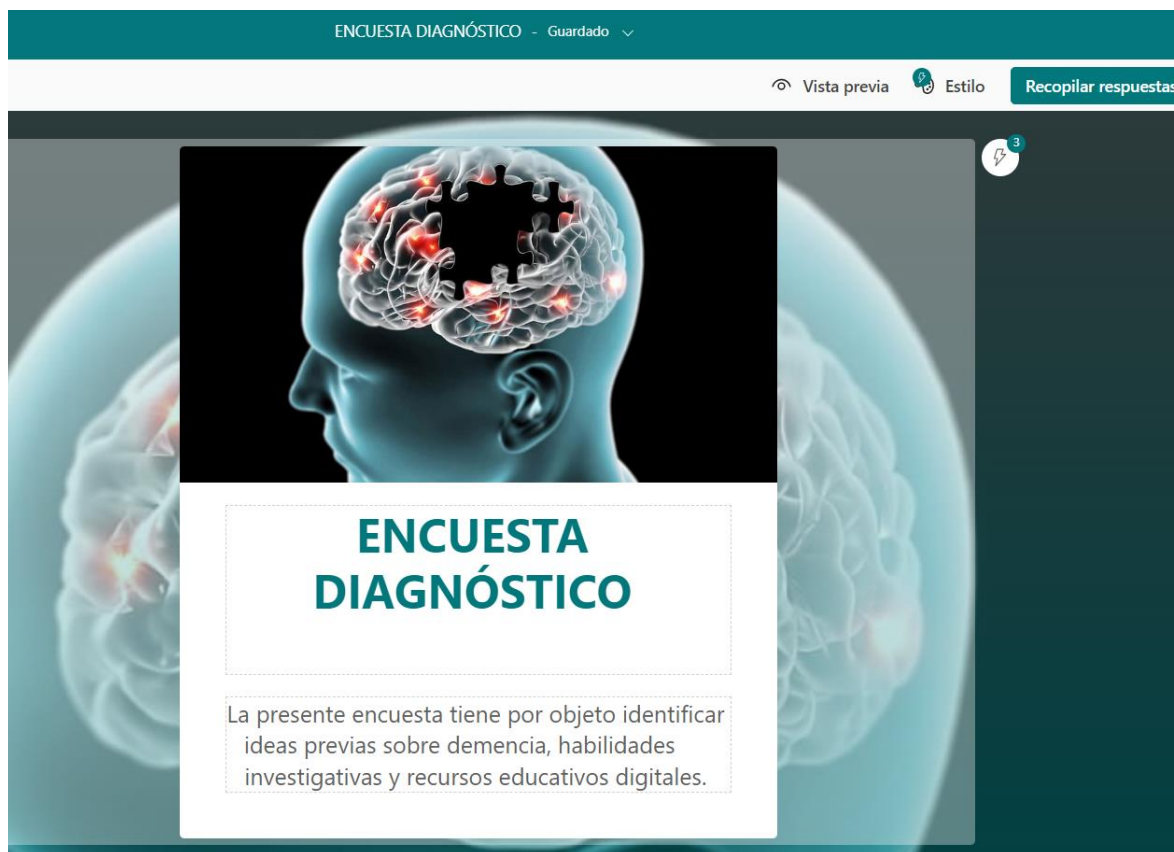 ENCUESTA DIAGNÓSTICO - Guardado
Vista previa
Estilo
Recopilar respuestas
3
ENCUESTA
DIAGNÓSTICO
La presente encuesta tiene por objeto identificar
ideas previas sobre demencia, habilidades
investigativas y recursos educativos digitales.